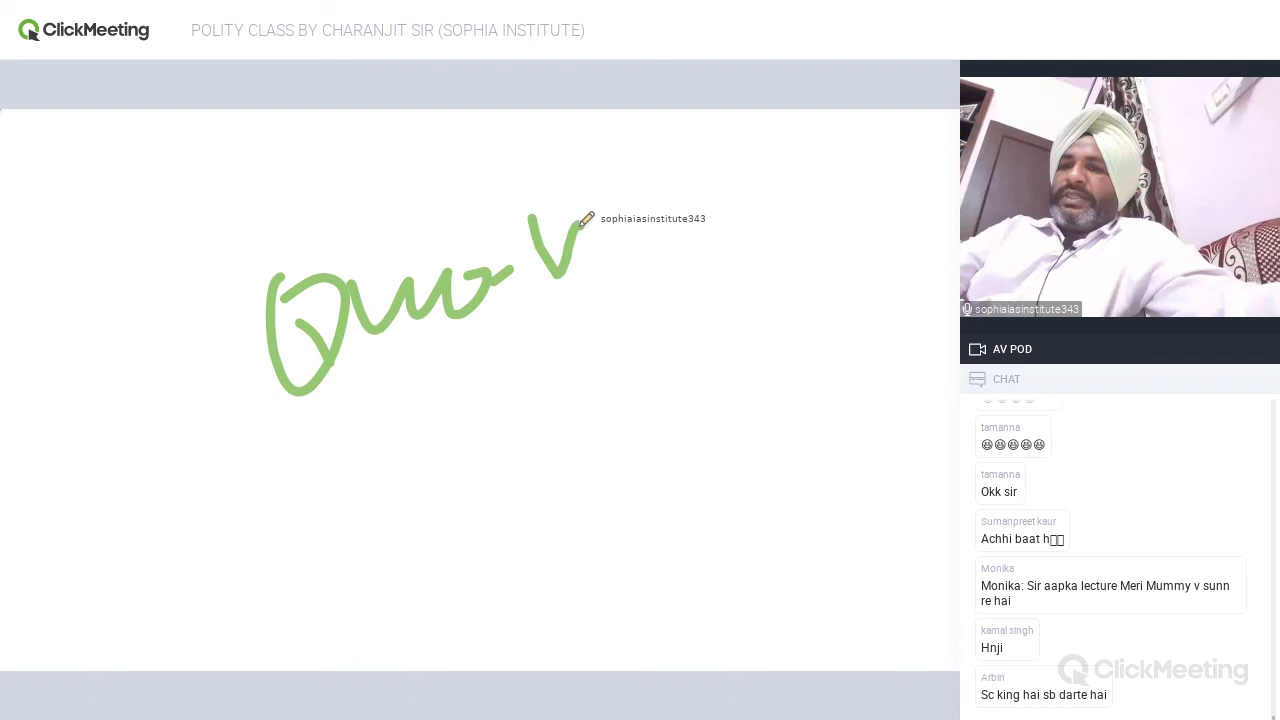 ClickMeeting
POLITY CLASS BY CHARANJIT SIR (SOPHIA INSTITUTE)
Quo V
sophiaiasinstitute343
sophiaiasinstitute343
AV POD
CHAT
tamanna
😆😆😆😆😆
tamanna
Okk sir
Sumanpreet kaur
Achhi baat h
Monika
Monika: Sir aapka lecture Meri Mummy v sunn
re hai
kamal singh
Hnji
Arbin
Sc king hai sb darte hai
ClickMeeting